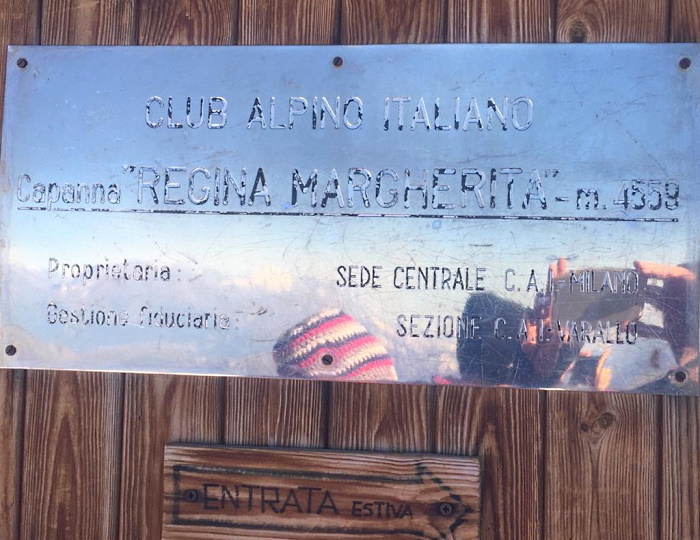 CLUB ALPINO ITALIANO
Capanna "REGINA MARGHERITA" - m. 4559
Proprietaria: SEDE CENTRALE C.A.I. - MILANO
Gestione fiduciaria: SEZIONE C.A.I. - VARALLO
ENTRATA ESTIVA